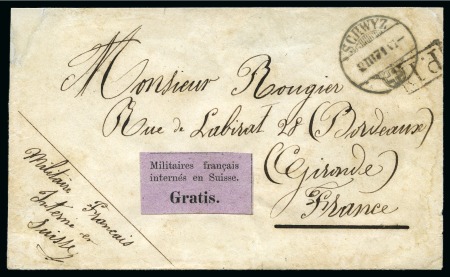 SCHWYZ
P.D.
Monsieur Rougier
Rue de Labirat 28 (Bordeaux)
(Gironde)
France
Militaires français
internés en Suisse.
Gratis.
Militaire Francais
Interné en
Suisse